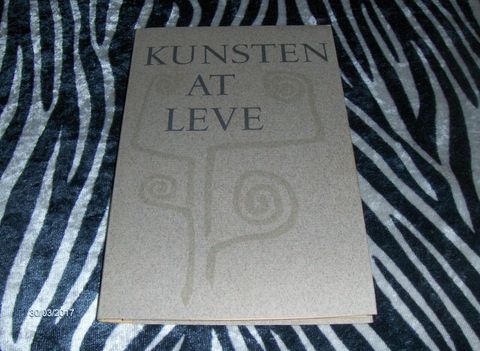 KUNSTEN
AT
LEVE
30/03/2017